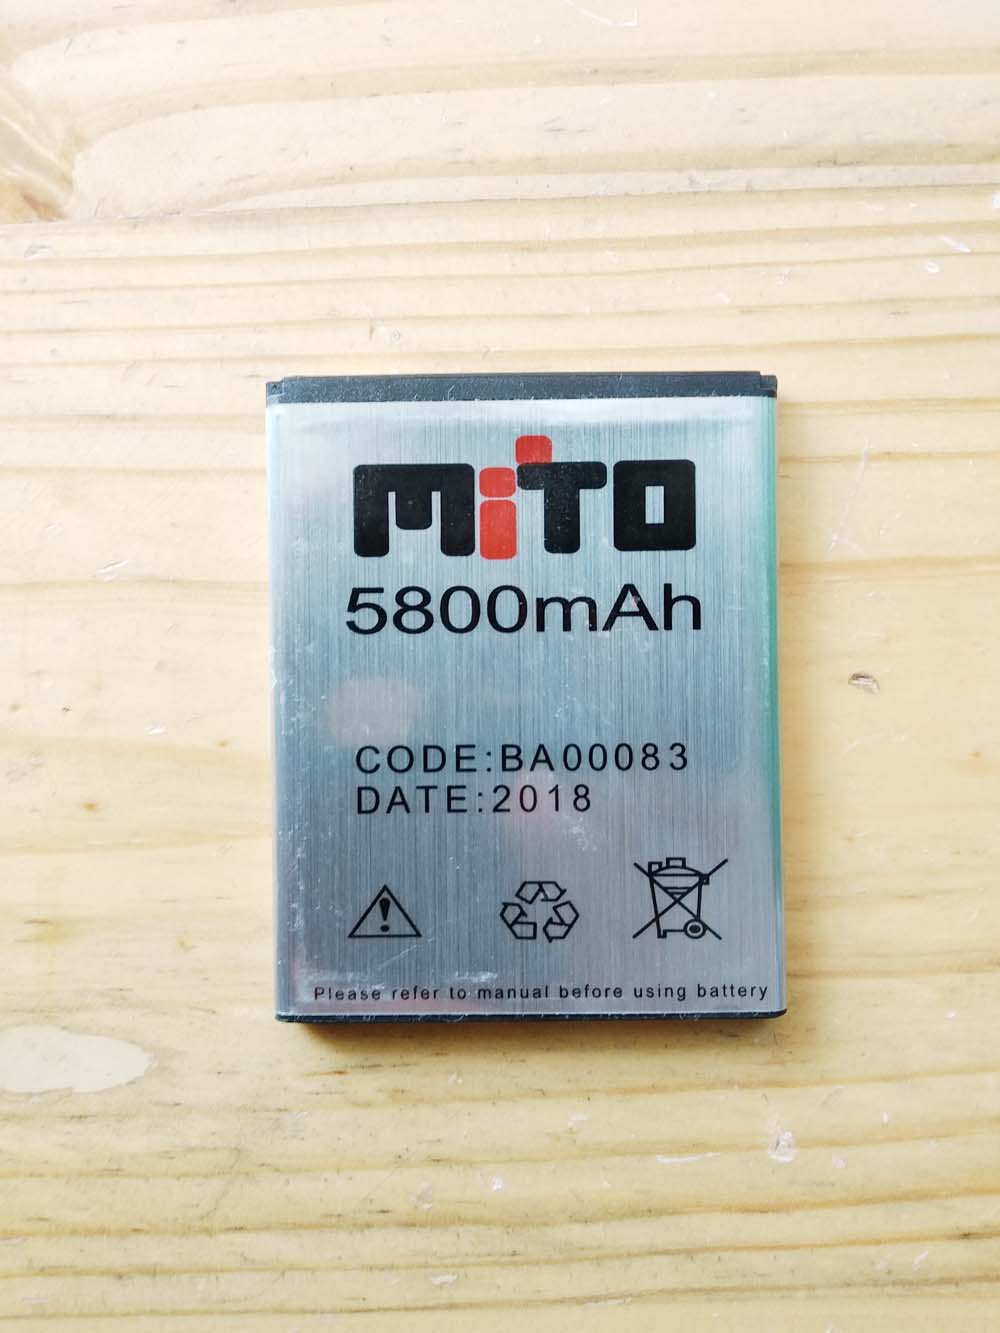 MiTO
5800mAh
CODE:BA00083
DATE:2018
Please refer to manual before using battery